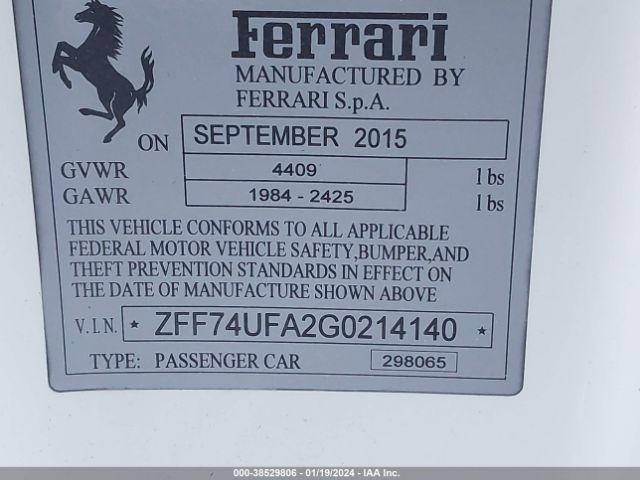 Ferrari
MANUFACTURED BY
FERRARI S.p.A.
ON SEPTEMBER 2015
GVWR 4409 lbs
GAWR 1984 - 2425 lbs
THIS VEHICLE CONFORMS TO ALL APPLICABLE
FEDERAL MOTOR VEHICLE SAFETY,BUMPER,AND
THEFT PREVENTION STANDARDS IN EFFECT ON
THE DATE OF MANUFACTURE SHOWN ABOVE
V.I.N. * ZFF74UFA2G0214140 *
TYPE: PASSENGER CAR 298065
000-38529806 - 01/19/2024 - IAA Inc.